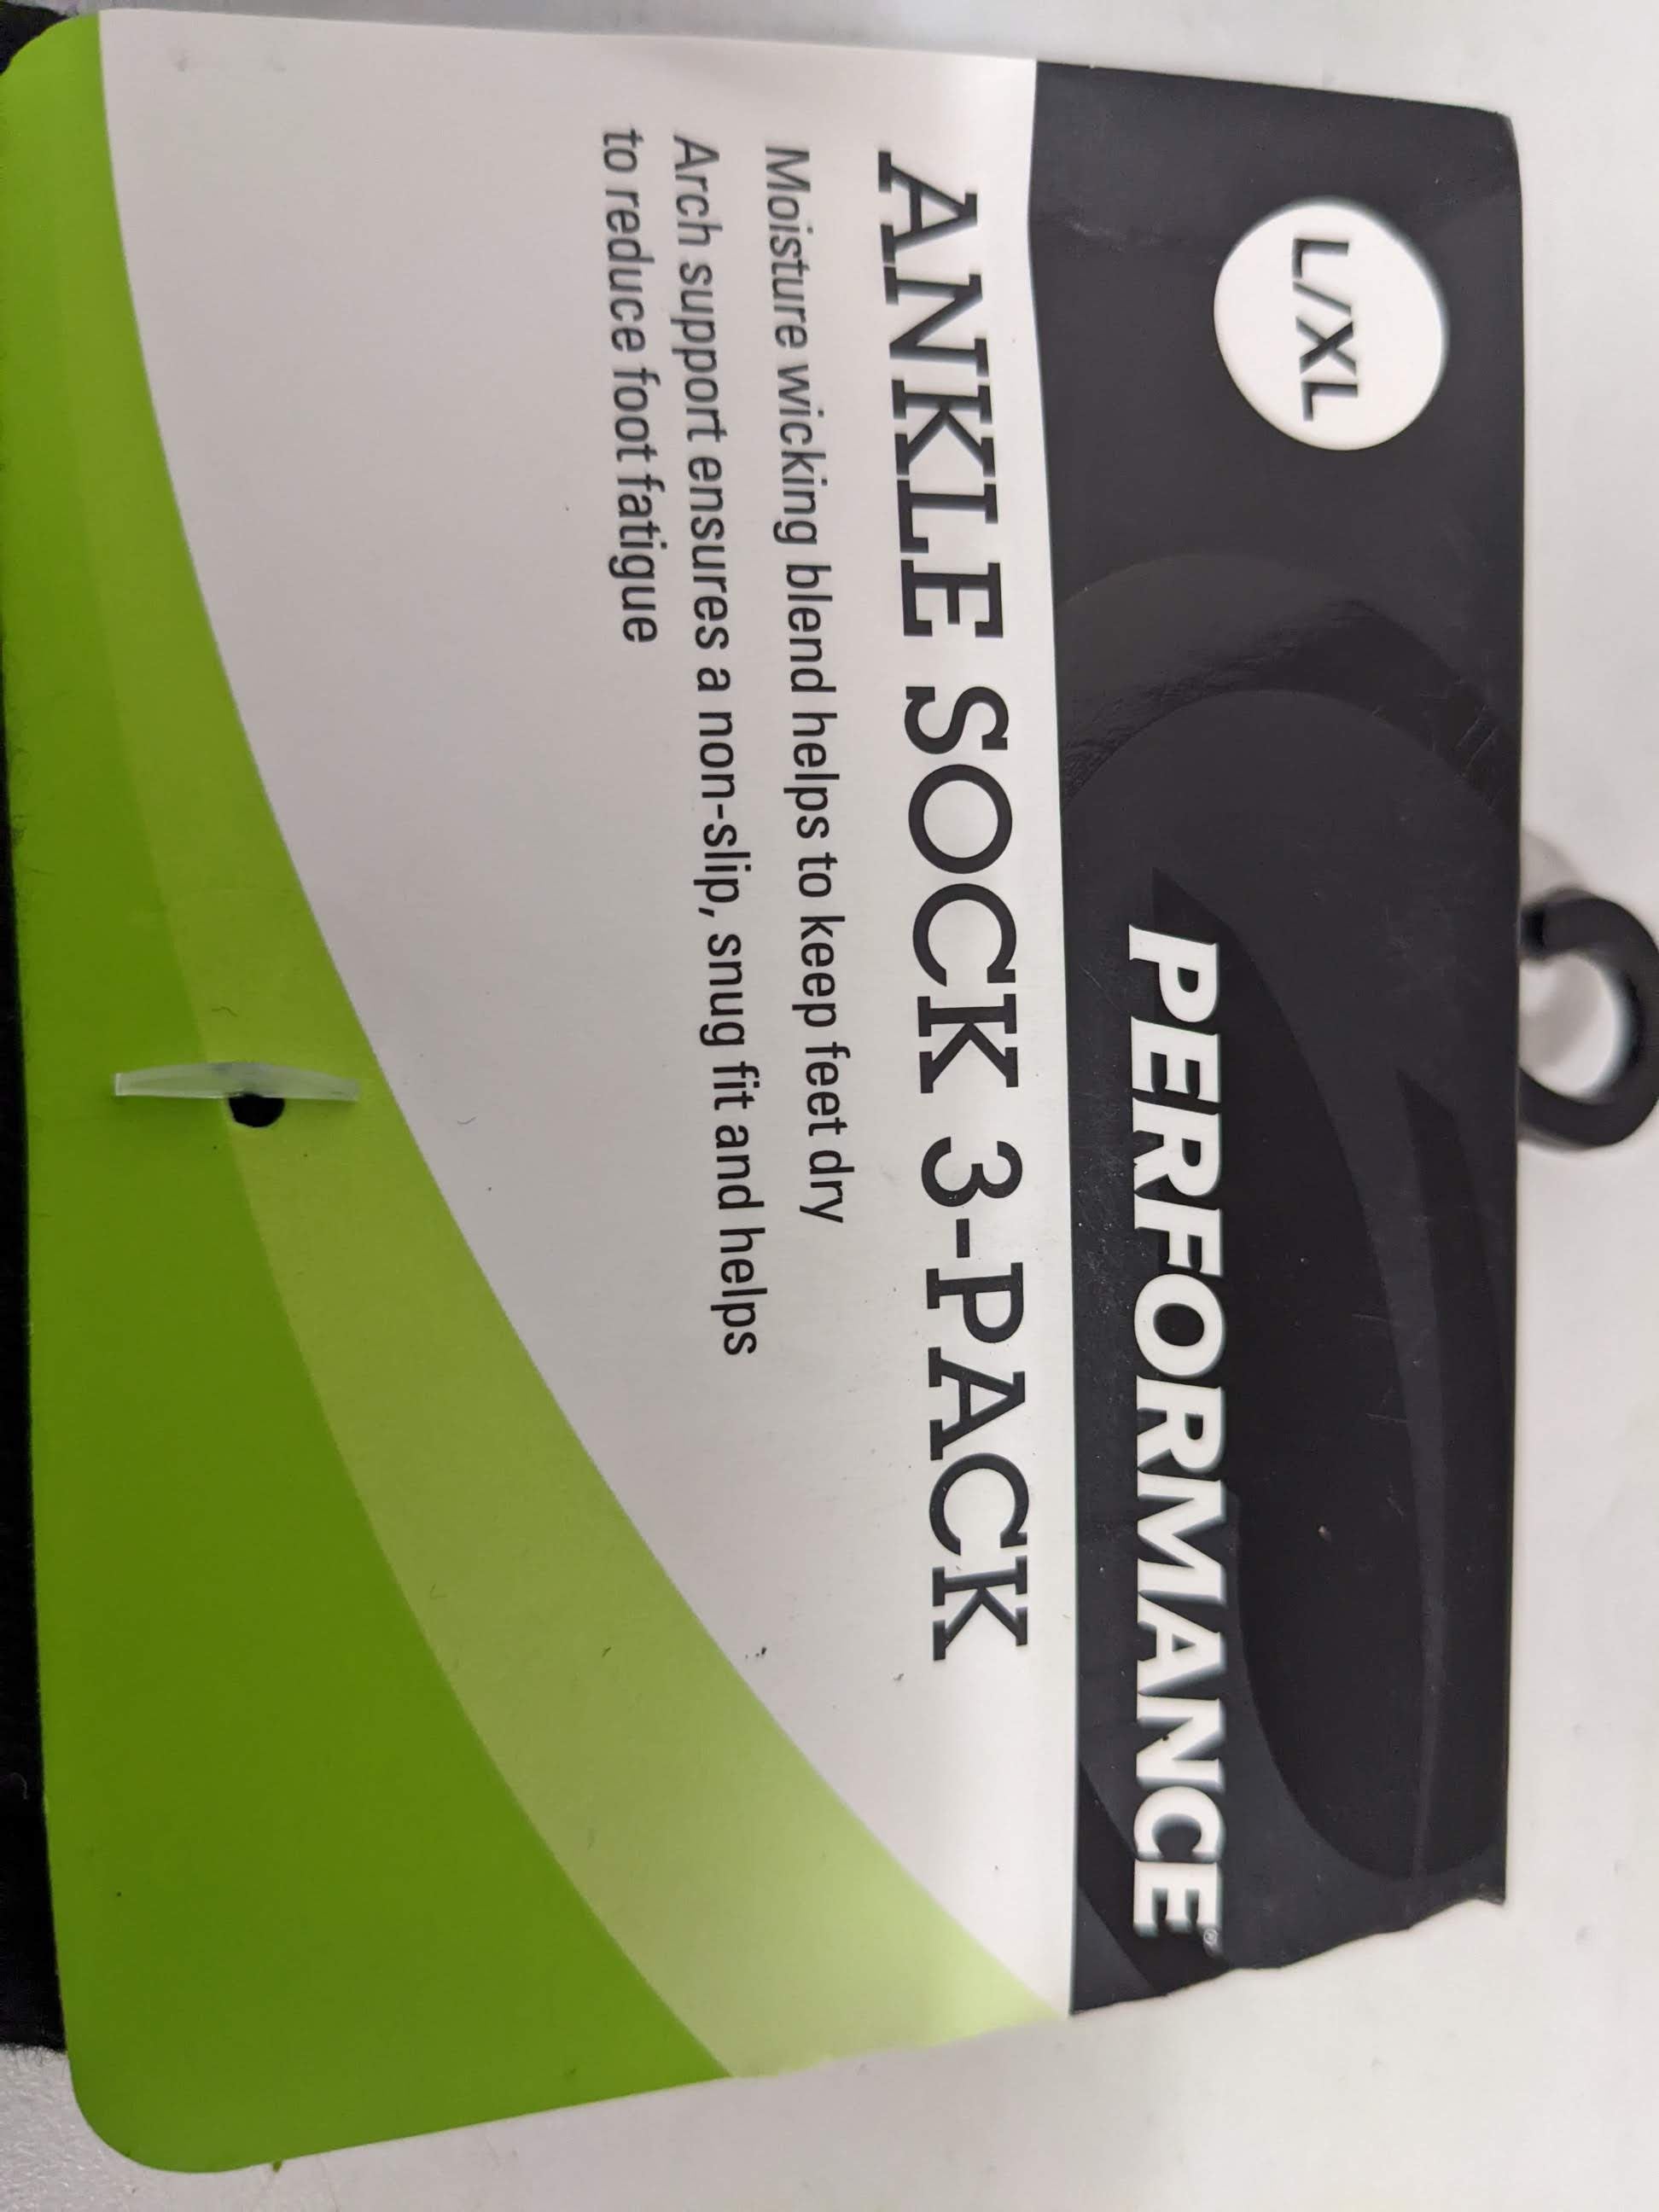 L/XL
PERFORMANCE®
ANKLE SOCK 3-PACK
Moisture wicking blend helps to keep feet dry
Arch support ensures a non-slip, snug fit and helps
to reduce foot fatigue